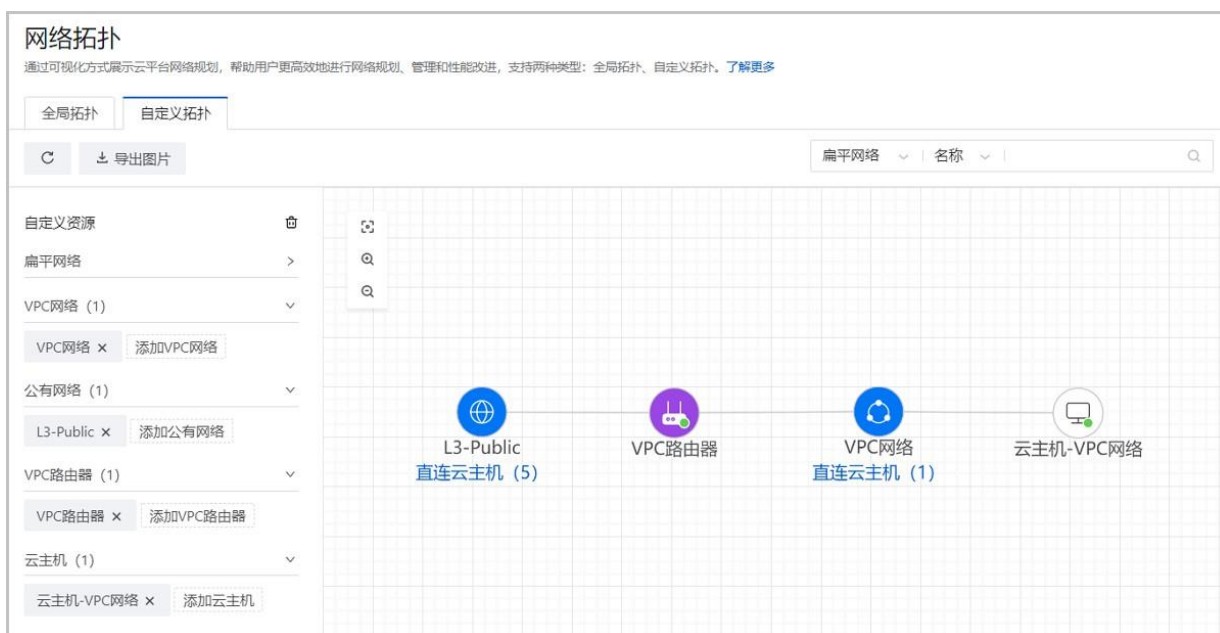 网络拓扑
通过可视化方式展示云平台网络规划，帮助用户更高效地进行网络规划、管理和性能改进，支持两种类型：全局拓扑、自定义拓扑。了解更多
全局拓扑 自定义拓扑
导出图片
扁平网络 名称
自定义资源
扁平网络
VPC网络（1）
VPC网络 × 添加VPC网络
公有网络（1）
L3-Public × 添加公有网络
VPC路由器（1）
VPC路由器 × 添加VPC路由器
云主机（1）
云主机-VPC网络 × 添加云主机
L3-Public
直连云主机（5）
VPC路由器
VPC网络
直连云主机（1）
云主机-VPC网络